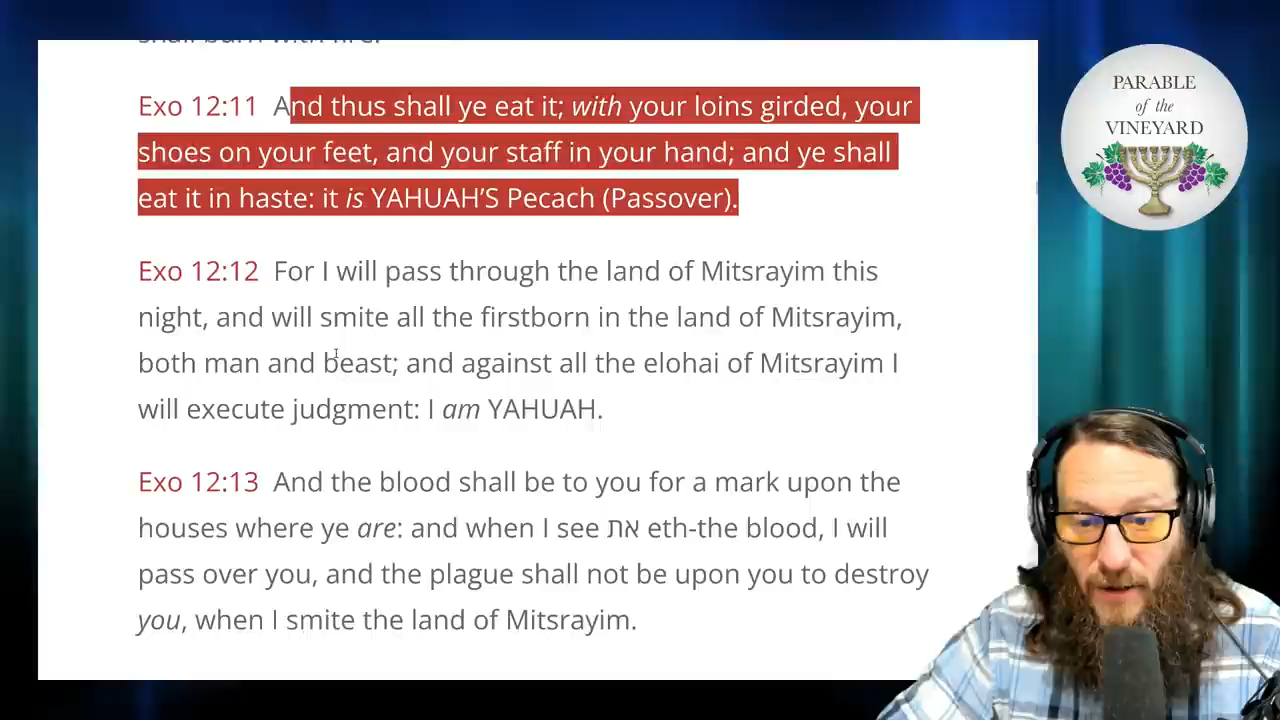 Exo 12:11 And thus shall ye eat it; with your loins girded, your
shoes on your feet, and your staff in your hand; and ye shall
eat it in haste: it is YAHUAH’S Pecach (Passover).
Exo 12:12 For I will pass through the land of Mitsrayim this
night, and will smite all the firstborn in the land of Mitsrayim,
both man and beast; and against all the elohai of Mitsrayim I
will execute judgment: I am YAHUAH.
Exo 12:13 And the blood shall be to you for a mark upon the
houses where ye are: and when I see את eth-the blood, I will
pass over you, and the plague shall not be upon you to destroy
you, when I smite the land of Mitsrayim.
PARABLE
of the
VINEYARD